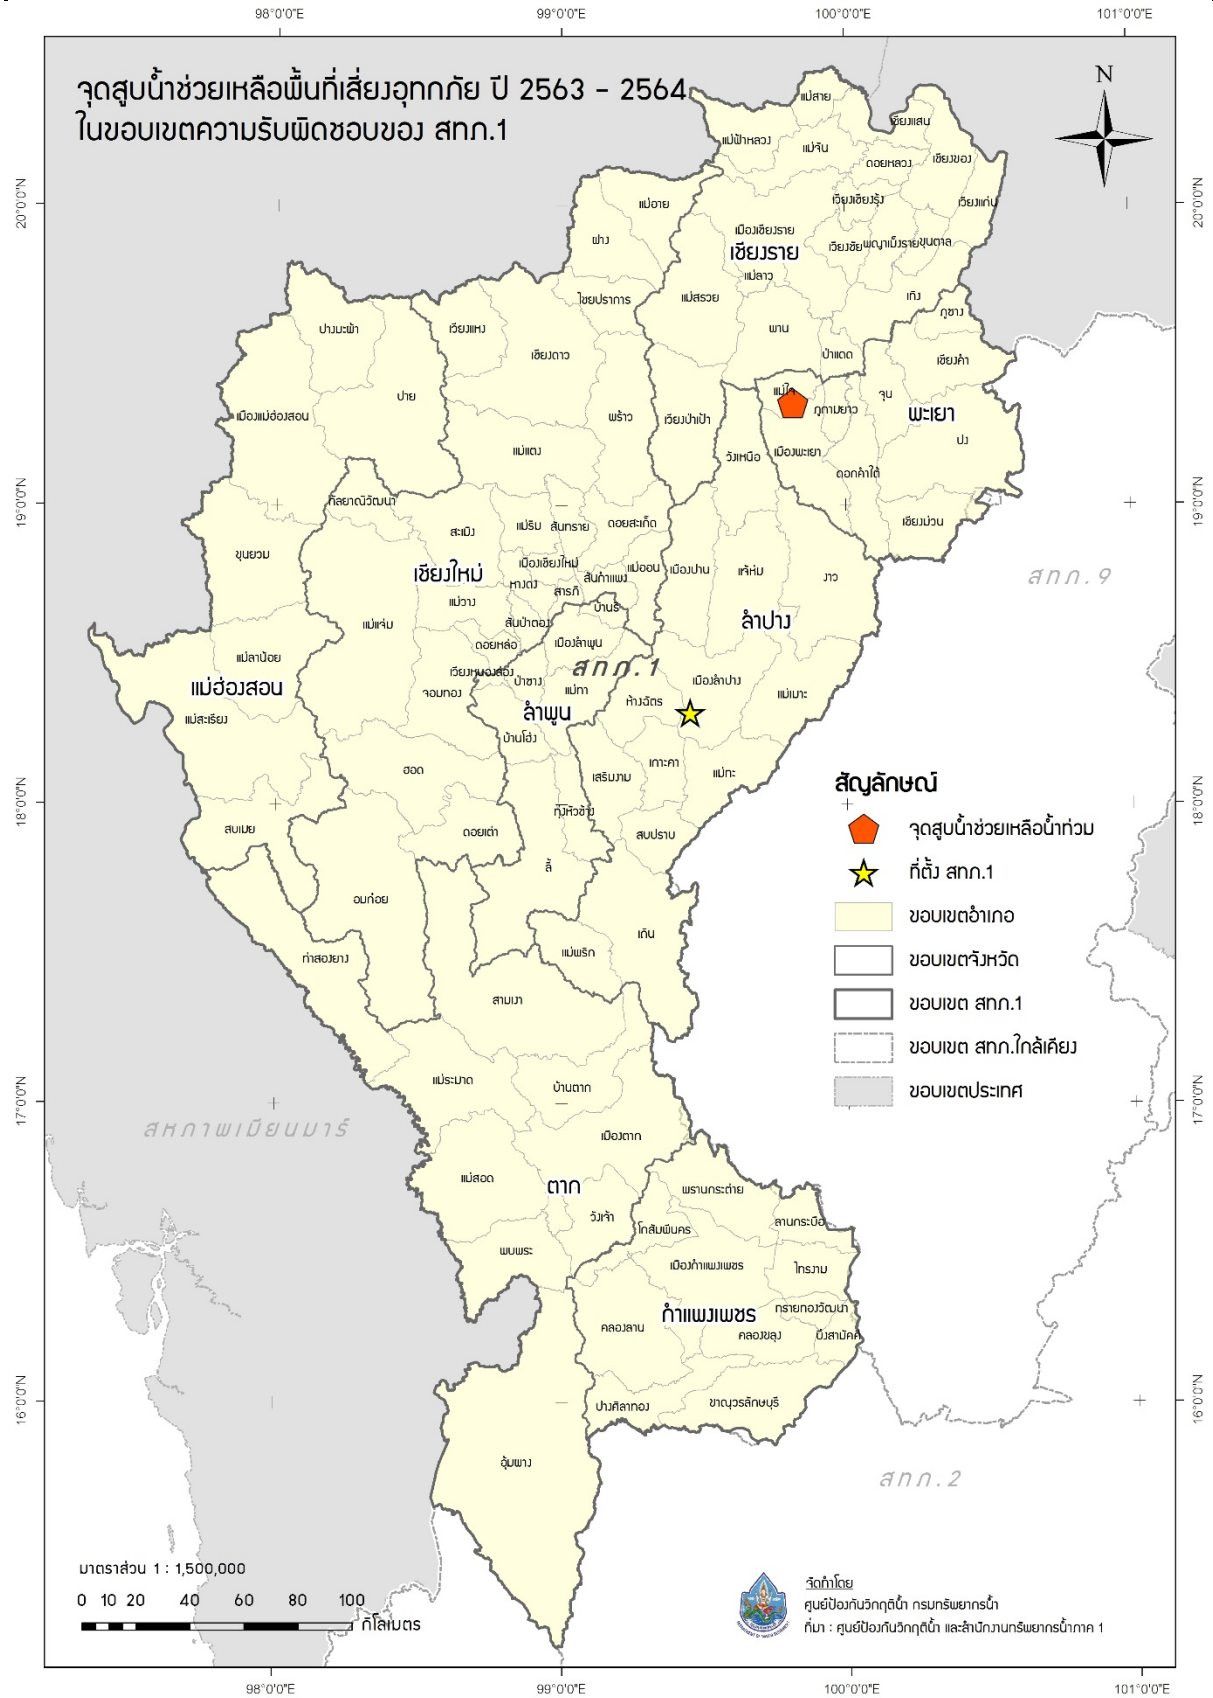 98°0'0"E 99°0'0"E 100°0'0"E 101°0'0"E
จุดสูบน้ำช่วยเหลือพื้นที่เสี่ยงอุทกภัย ปี 2563 - 2564
ในขอบเขตความรับผิดชอบของ สทภ.1
N
แม่สาย
เชียงแสน
แม่ฟ้าหลวง
แม่จัน
ดอยหลวง
เชียงของ
20°0'0"N
20°0'0"N
แม่อาย
เวียงเชียงรุ้ง
เวียงแก่น
ฝาง
เมืองเชียงราย
เวียงชัย
พญาเม็งราย
ขุนตาล
เชียงราย
แม่ลาว
ไชยปราการ
แม่สรวย
เทิง
ภูซาง
ปางมะผ้า
เวียงแหง
เชียงดาว
พาน
ป่าแดด
เชียงคำ
ปาย
แม่ใจ
จุน
เมืองแม่ฮ่องสอน
พร้าว
เวียงป่าเป้า
ภูกามยาว
พะเยา
ปง
แม่แตง
วังเหนือ
เมืองพะเยา
ดอกคำใต้
19°0'0"N
19°0'0"N
กัลยาณิวัฒนา
สะเมิง
แม่ริม
สันทราย
ดอยสะเก็ด
เชียงม่วน
ขุนยวม
เชียงใหม่
เมืองเชียงใหม่
แม่ออน
เมืองปาน
แจ้ห่ม
งาว
สทภ.9
หางดง
สารภี
สันกำแพง
แม่วาง
บ้านธิ
แม่แจ่ม
สันป่าตอง
ลำปาง
ดอยหล่อ
เมืองลำพูน
แม่ลาน้อย
เวียงหนองล่อง
สทภ.1
แม่ฮ่องสอน
จอมทอง
ป่าซาง
แม่ทา
ห้างฉัตร
เมืองลำปาง
แม่เมาะ
แม่สะเรียง
ลำพูน
บ้านโฮ่ง
ฮอด
เสริมงาม
เกาะคา
แม่ทะ
18°0'0"N
18°0'0"N
สบเมย
ดอยเต่า
ทุ่งหัวช้าง
สบปราบ
ลี้
อมก๋อย
เถิน
แม่พริก
ท่าสองยาง
สามเงา
สัญลักษณ์
จุดสูบน้ำช่วยเหลือน้ำท่วม
ที่ตั้ง สทภ.1
ขอบเขตอำเภอ
ขอบเขตจังหวัด
ขอบเขต สทภ.1
ขอบเขต สทภ.ใกล้เคียง
ขอบเขตประเทศ
แม่ระมาด
บ้านตาก
17°0'0"N
17°0'0"N
สหภาพเมียนมาร์
เมืองตาก
แม่สอด
ตาก
พรานกระต่าย
วังเจ้า
โกสัมพีนคร
ลานกระบือ
พบพระ
เมืองกำแพงเพชร
ไทรงาม
กำแพงเพชร
ทรายทองวัฒนา
คลองลาน
คลองขลุง
บึงสามัคคี
16°0'0"N
16°0'0"N
ปางศิลาทอง
ขาณุวรลักษบุรี
อุ้มผาง
สทภ.2
มาตราส่วน 1 : 1,500,000
0 10 20 40 60 80 100
กิโลเมตร
จัดทำโดย
ศูนย์ป้องกันวิกฤติน้ำ กรมทรัพยากรน้ำ
ที่มา : ศูนย์ป้องกันวิกฤติน้ำ และสำนักงานทรัพยากรน้ำภาค 1
98°0'0"E 99°0'0"E 100°0'0"E 101°0'0"E